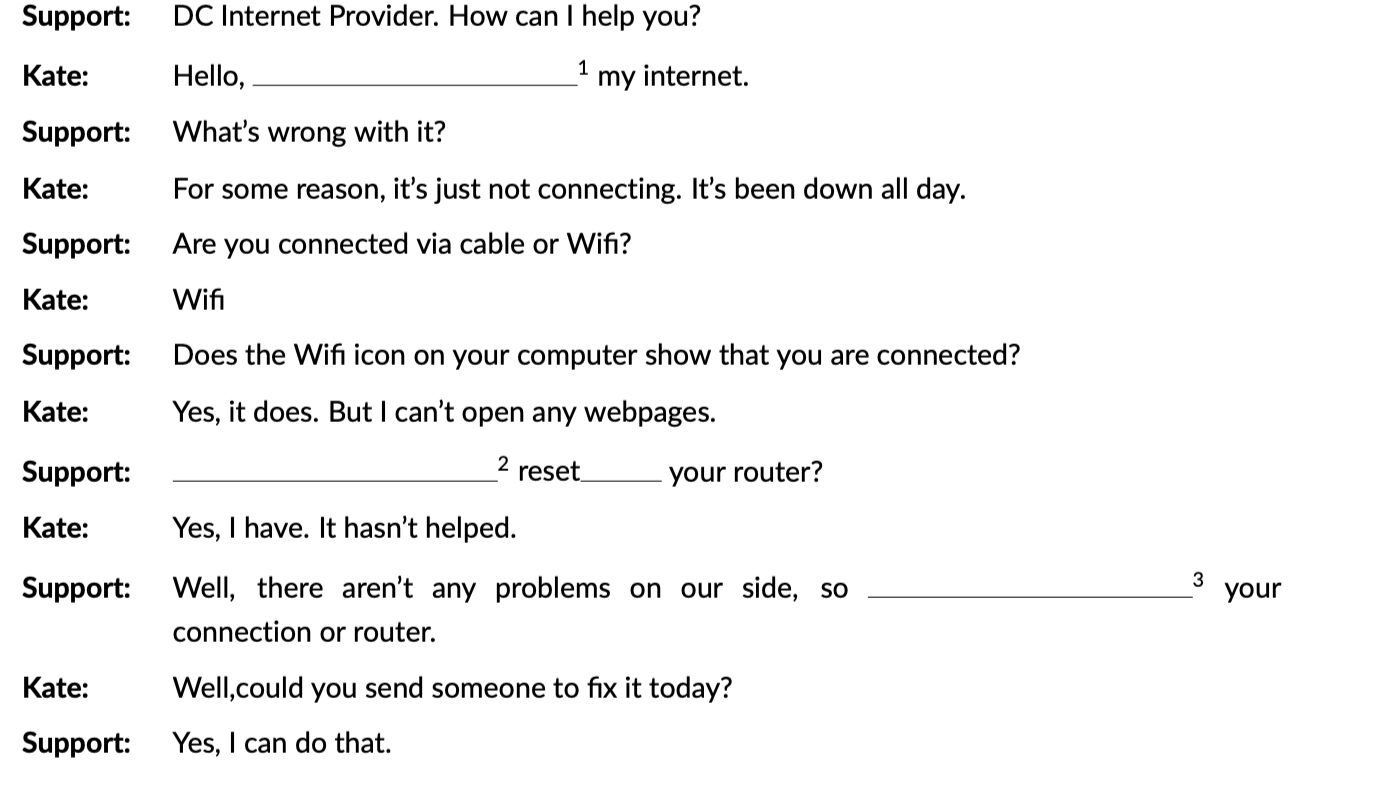 Support: DC Internet Provider. How can I help you?
Kate: Hello, ______________________¹ my internet.
Support: What's wrong with it?
Kate: For some reason, it's just not connecting. It's been down all day.
Support: Are you connected via cable or Wifi?
Kate: Wifi
Support: Does the Wifi icon on your computer show that you are connected?
Kate: Yes, it does. But I can't open any webpages.
Support: ______________________² reset_____ your router?
Kate: Yes, I have. It hasn't helped.
Support: Well, there aren't any problems on our side, so ______________________³ your
connection or router.
Kate: Well,could you send someone to fix it today?
Support: Yes, I can do that.